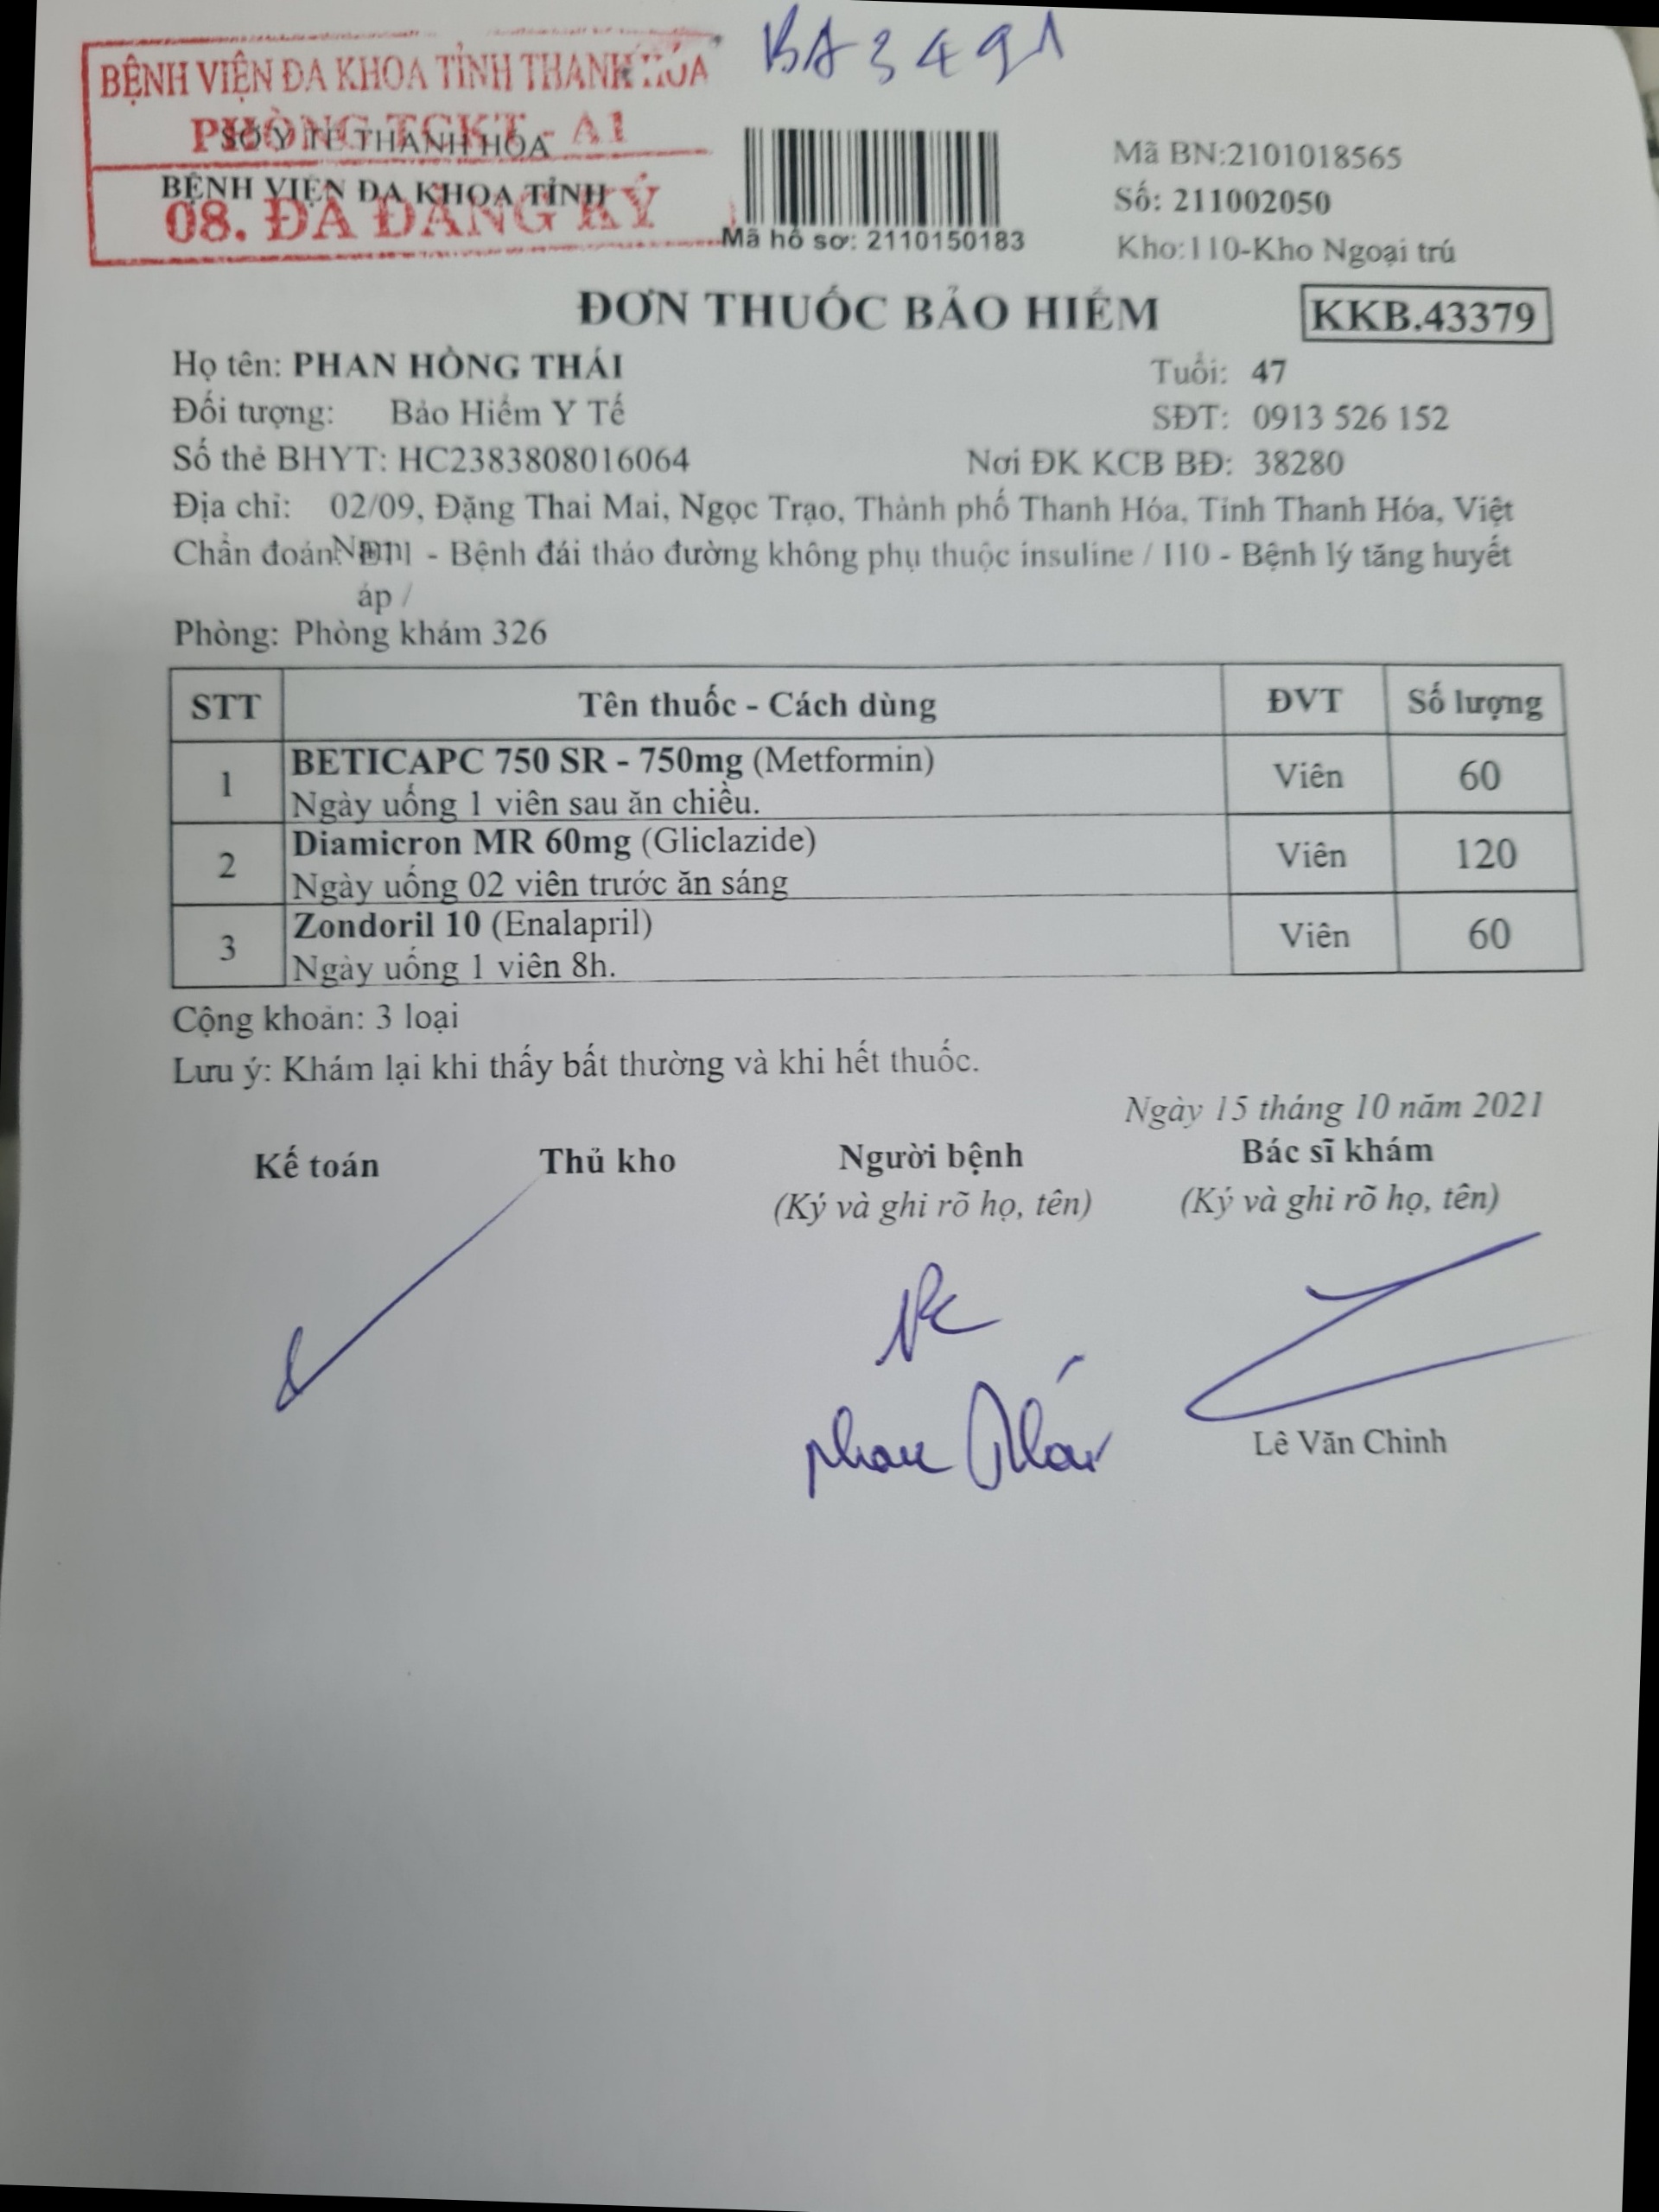 BA 3491
BỆNH VIỆN ĐA KHOA TỈNH THANH HÓA
PHÒNG TCKT - A1
SỞ Y TẾ THANH HÓA
BỆNH VIỆN ĐA KHOA TỈNH
08. ĐÃ ĐĂNG KÝ
Mã hồ sơ: 2110150183
Mã BN:2101018565
Số: 211002050
Kho:110-Kho Ngoại trú
ĐƠN THUỐC BẢO HIỂM
KKB.43379
Họ tên: PHAN HỒNG THÁI Tuổi: 47
Đối tượng: Bảo Hiểm Y Tế SĐT: 0913 526 152
Số thẻ BHYT: HC2383808016064 Nơi ĐK KCB BĐ: 38280
Địa chỉ: 02/09, Đặng Thai Mai, Ngọc Trạo, Thành phố Thanh Hóa, Tỉnh Thanh Hóa, Việt
Nam
Chẩn đoán: - Bệnh đái tháo đường không phụ thuộc insuline / I10 - Bệnh lý tăng huyết
áp /
Phòng: Phòng khám 326
STT Tên thuốc - Cách dùng ĐVT Số lượng
1 BETICAPC 750 SR - 750mg (Metformin) Viên 60
Ngày uống 1 viên sau ăn chiều.
2 Diamicron MR 60mg (Gliclazide) Viên 120
Ngày uống 02 viên trước ăn sáng
3 Zondoril 10 (Enalapril) Viên 60
Ngày uống 1 viên 8h.
Cộng khoản: 3 loại
Lưu ý: Khám lại khi thấy bất thường và khi hết thuốc.
Ngày 15 tháng 10 năm 2021
Kế toán Thủ kho Người bệnh Bác sĩ khám
(Ký và ghi rõ họ, tên) (Ký và ghi rõ họ, tên)
Phan Thái
Lê Văn Chinh